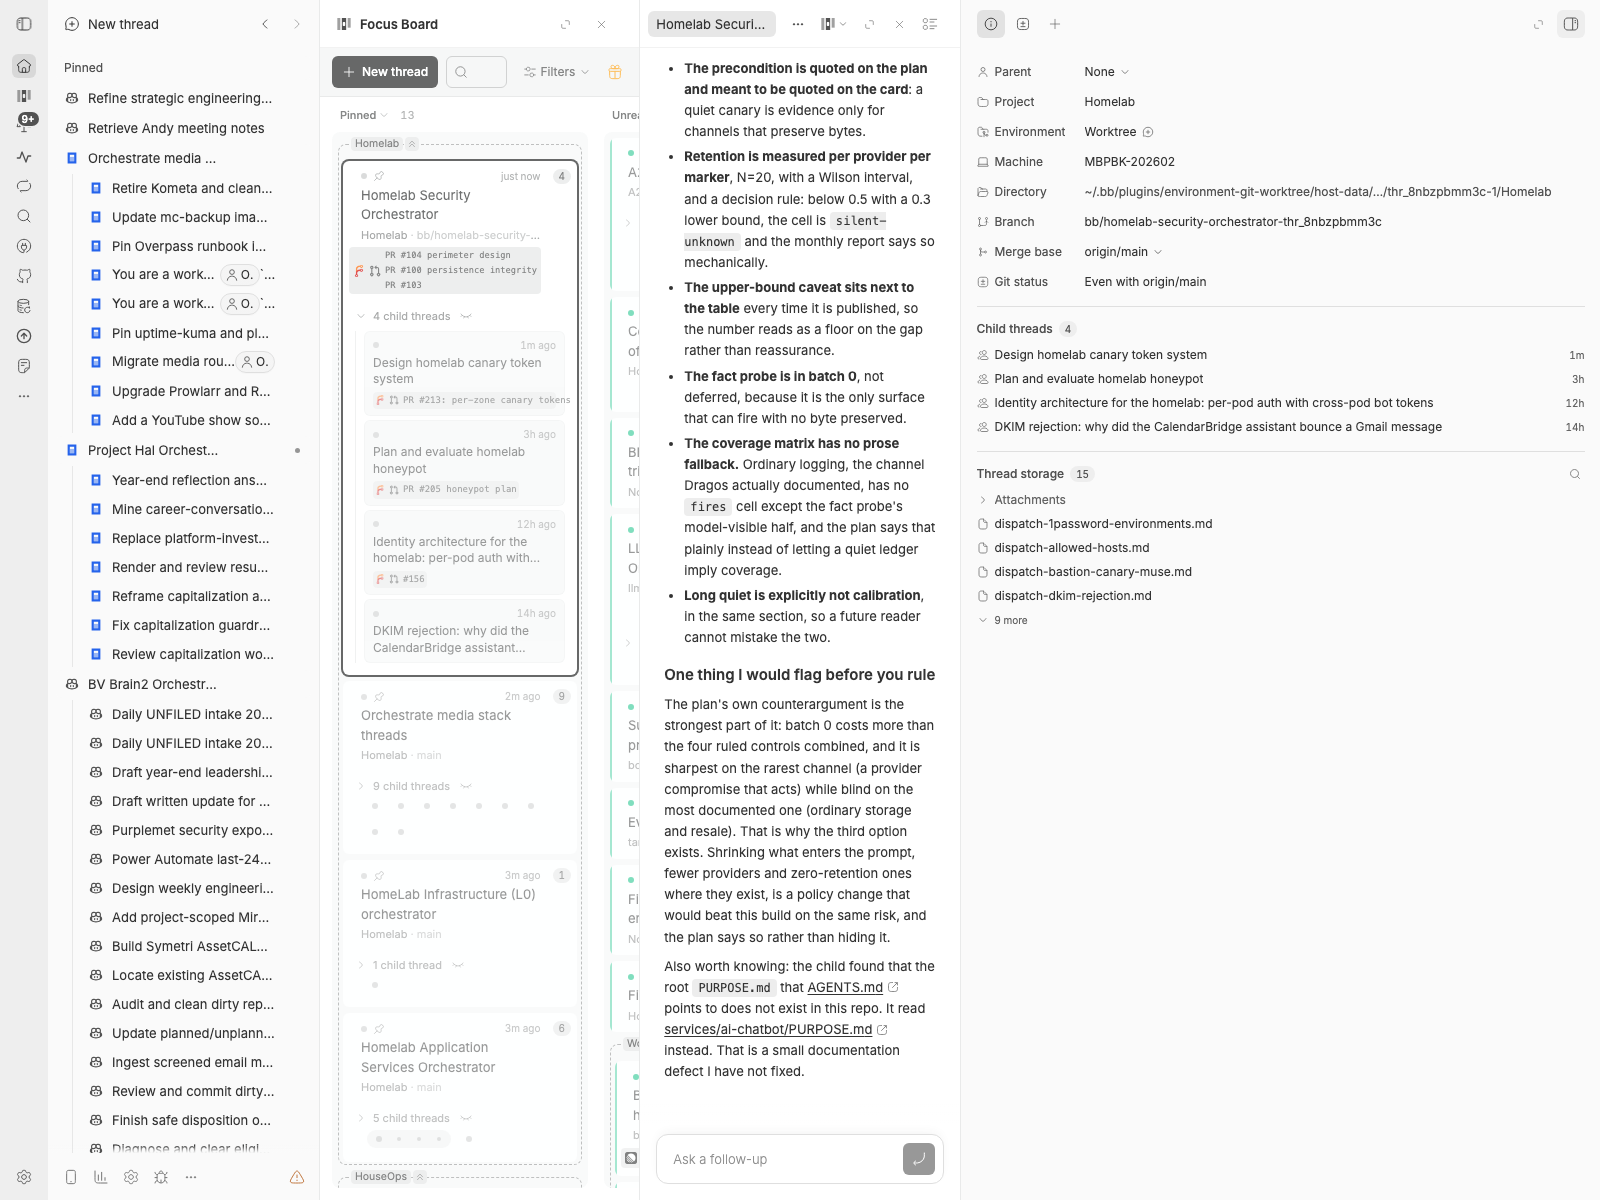 New thread
Pinned
Refine strategic engineering...
Retrieve Andy meeting notes
Orchestrate media ...
Retire Kometa and clean...
Update mc-backup ima...
Pin Overpass runbook i...
You are a work... O. `...
You are a work... O. `...
Pin uptime-kuma and pl...
Migrate media rou... O.
Upgrade Prowlarr and R...
Add a YouTube show so...
Project Hal Orchest...
Year-end reflection ans...
Mine career-conversatio...
Replace platform-invest...
Render and review resu...
Reframe capitalization a...
Fix capitalization guardr...
Review capitalization wo...
BV Brain2 Orchestr...
Daily UNFILED intake 20...
Daily UNFILED intake 20...
Draft year-end leadershi...
Draft written update for ...
Purplemet security expo...
Power Automate last-24...
Design weekly engineeri...
Add project-scoped Mir...
Build Symetri AssetCAL...
Locate existing AssetCA...
Audit and clean dirty rep...
Update planned/unplann...
Ingest screened email m...
Review and commit dirty...
Finish safe disposition o...
Diagnose and clear eligi...
9+
Focus Board
New thread
Filters
Pinned 13
Homelab
just now 4
Homelab Security
Orchestrator
Homelab · bb/homelab-security-...
PR #104 perimeter design
PR #100 persistence integrity
PR #103
4 child threads
1m ago
Design homelab canary token
system
PR #213: per-zone canary tokens
3h ago
Plan and evaluate homelab
honeypot
PR #205 honeypot plan
12h ago
Identity architecture for the
homelab: per-pod auth with...
#156
14h ago
DKIM rejection: why did the
CalendarBridge assistant...
2m ago 9
Orchestrate media stack
threads
Homelab · main
9 child threads
3m ago 1
HomeLab Infrastructure (L0)
orchestrator
Homelab · main
1 child thread
3m ago 6
Homelab Application
Services Orchestrator
Homelab · main
5 child threads
HouseOps
Homelab Securi...
The precondition is quoted on the plan
and meant to be quoted on the card: a
quiet canary is evidence only for
channels that preserve bytes.
Retention is measured per provider per
marker, N=20, with a Wilson interval,
and a decision rule: below 0.5 with a 0.3
lower bound, the cell is silent-
unknown and the monthly report says so
mechanically.
The upper-bound caveat sits next to
the table every time it is published, so
the number reads as a floor on the gap
rather than reassurance.
The fact probe is in batch 0, not
deferred, because it is the only surface
that can fire with no byte preserved.
The coverage matrix has no prose
fallback. Ordinary logging, the channel
Dragos actually documented, has no
fires cell except the fact probe's
model-visible half, and the plan says that
plainly instead of letting a quiet ledger
imply coverage.
Long quiet is explicitly not calibration,
in the same section, so a future reader
cannot mistake the two.
One thing I would flag before you rule
The plan's own counterargument is the
strongest part of it: batch 0 costs more than
the four ruled controls combined, and it is
sharpest on the rarest channel (a provider
compromise that acts) while blind on the
most documented one (ordinary storage
and resale). That is why the third option
exists. Shrinking what enters the prompt,
fewer providers and zero-retention ones
where they exist, is a policy change that
would beat this build on the same risk, and
the plan says so rather than hiding it.
Also worth knowing: the child found that the
root PURPOSE.md that AGENTS.md
points to does not exist in this repo. It read
services/ai-chatbot/PURPOSE.md
instead. That is a small documentation
defect I have not fixed.
Ask a follow-up
Parent None
Project Homelab
Environment Worktree
Machine MBPBK-202602
Directory ~/.bb/plugins/environment-git-worktree/host-data/.../thr_8nbzpbmm3c-1/Homelab
Branch bb/homelab-security-orchestrator-thr_8nbzpbmm3c
Merge base origin/main
Git status Even with origin/main
Child threads 4
Design homelab canary token system 1m
Plan and evaluate homelab honeypot 3h
Identity architecture for the homelab: per-pod auth with cross-pod bot tokens 12h
DKIM rejection: why did the CalendarBridge assistant bounce a Gmail message 14h
Thread storage 15
Attachments
dispatch-1password-environments.md
dispatch-allowed-hosts.md
dispatch-bastion-canary-muse.md
dispatch-dkim-rejection.md
9 more